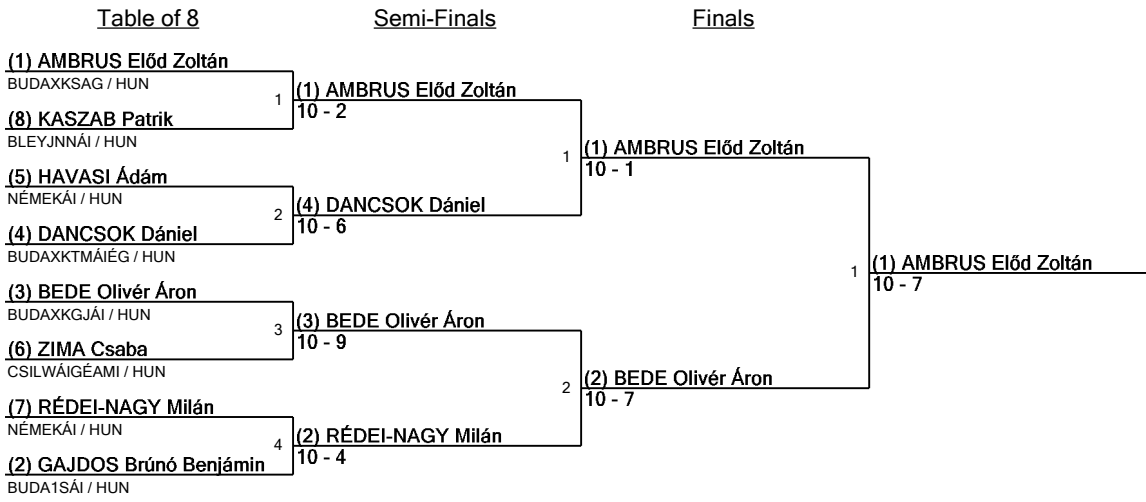 Table of 8
Semi-Finals
Finals
(1) AMBRUS Előd Zoltán
BUDAXKSAG / HUN
1
(1) AMBRUS Előd Zoltán
10 - 2
(8) KASZAB Patrik
BLEYJNNÁI / HUN
1
(1) AMBRUS Előd Zoltán
10 - 1
(5) HAVASI Ádám
NÉMEKÁI / HUN
2
(4) DANCSOK Dániel
10 - 6
(4) DANCSOK Dániel
BUDAXKTMÁIÉG / HUN
1
(1) AMBRUS Előd Zoltán
10 - 7
(3) BEDE Olivér Áron
BUDAXKGJÁI / HUN
3
(3) BEDE Olivér Áron
10 - 9
(6) ZIMA Csaba
CSILWÁIGÉAMI / HUN
2
(2) BEDE Olivér Áron
10 - 7
(7) RÉDEI-NAGY Milán
NÉMEKÁI / HUN
4
(2) RÉDEI-NAGY Milán
10 - 4
(2) GAJDOS Brúnó Benjámin
BUDA1SÁI / HUN